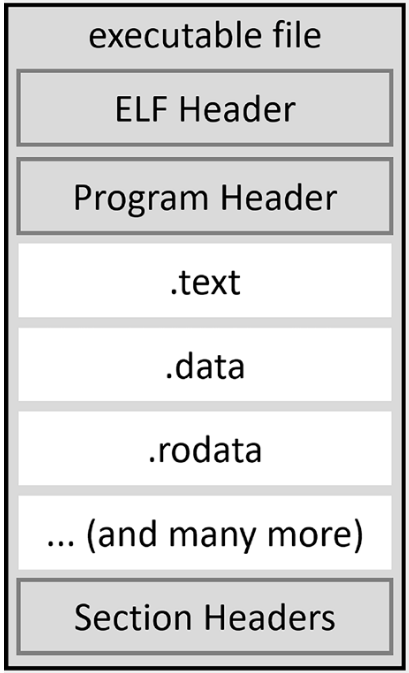 executable file
ELF Header
Program Header
.text
.data
.rodata
... (and many more)
Section Headers